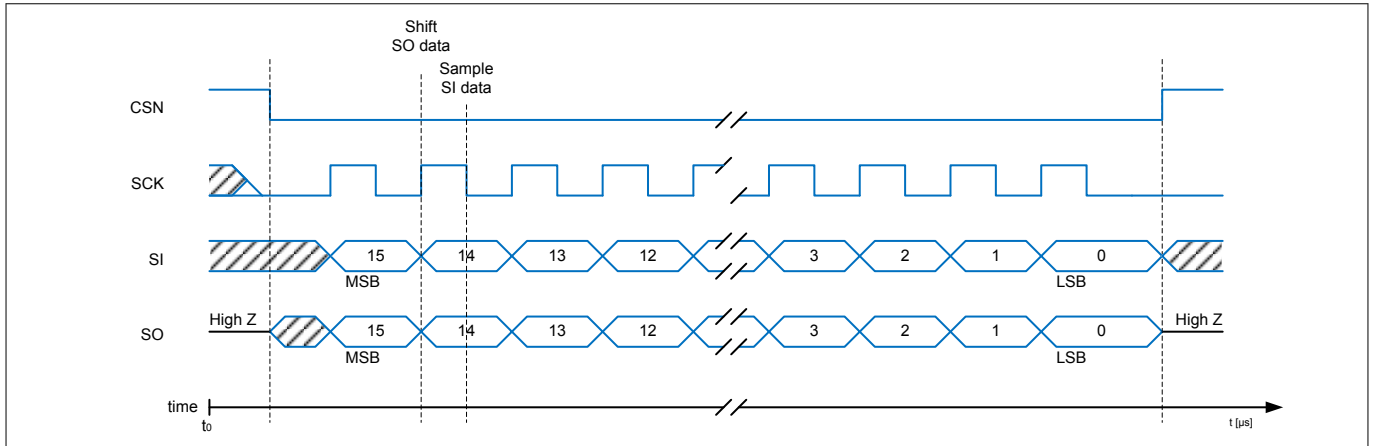 Shift
SO data
Sample
SI data
CSN
SCK
SI
15 14 13 12 3 2 1 0
MSB LSB
SO
High Z 15 14 13 12 3 2 1 0 High Z
MSB LSB
time
t0
t [µs]